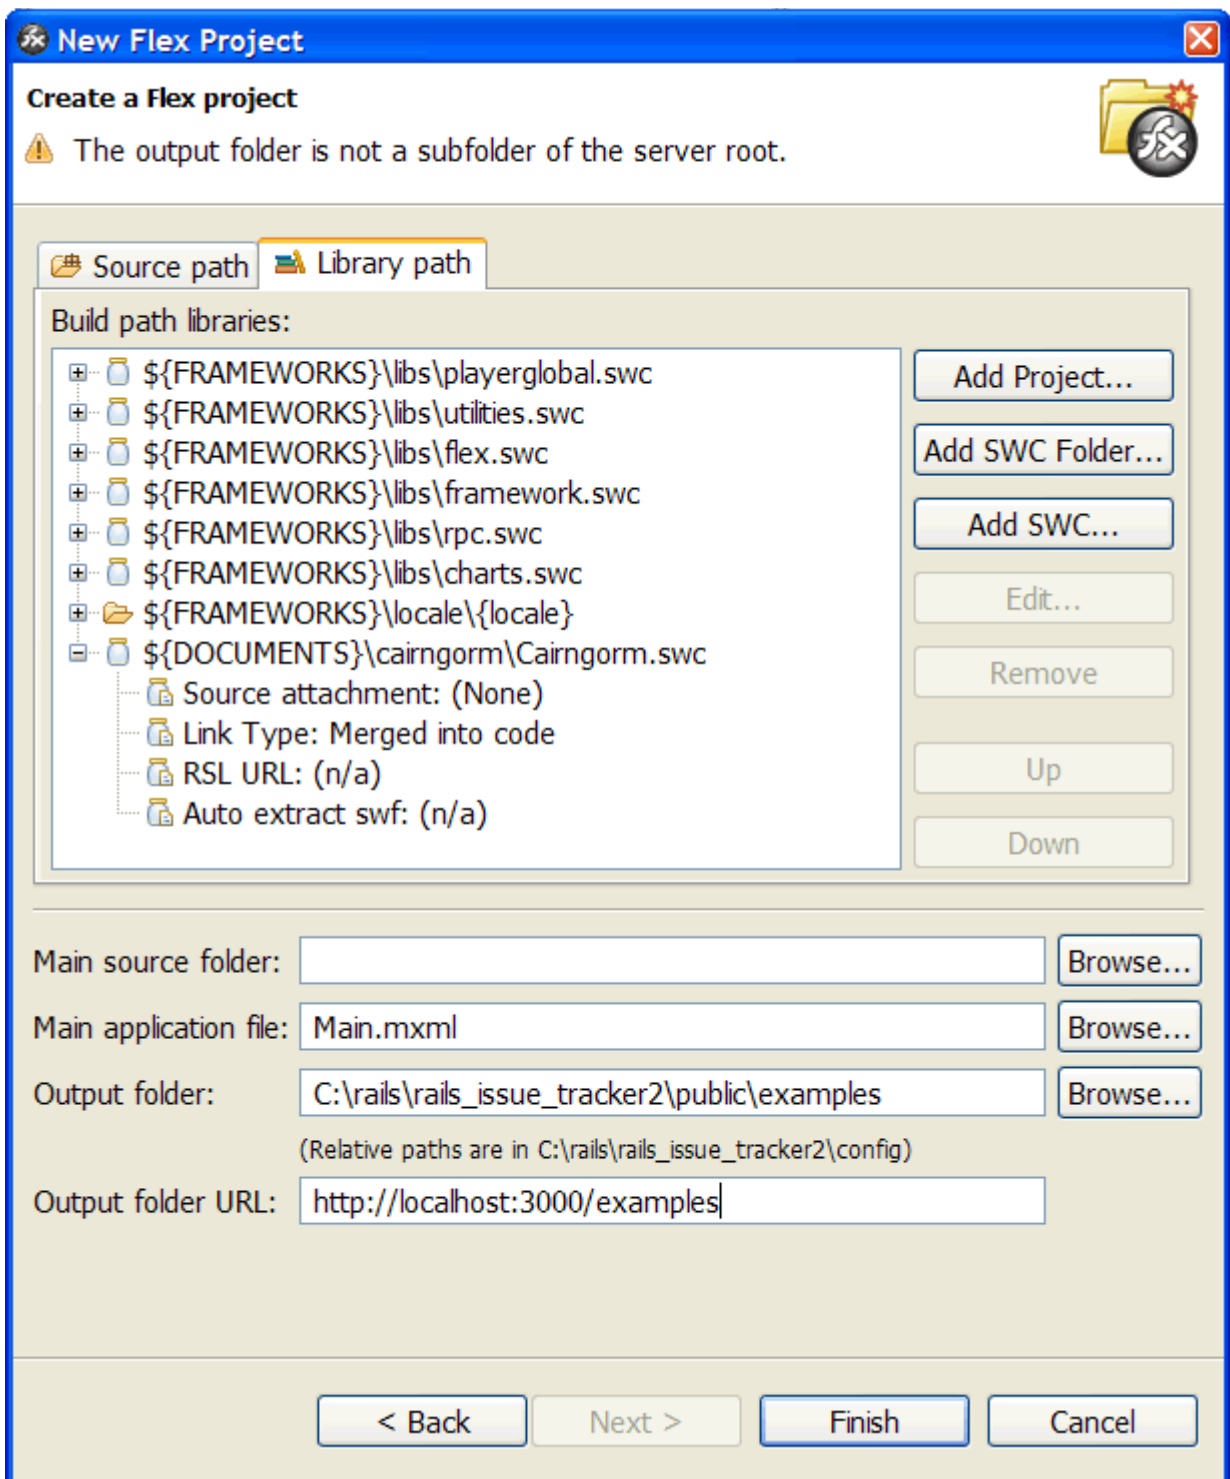 New Flex Project
Create a Flex project
The output folder is not a subfolder of the server root.
Source path
Library path
Build path libraries:
${FRAMEWORKS}\libs\playerglobal.swc
${FRAMEWORKS}\libs\utilities.swc
${FRAMEWORKS}\libs\flex.swc
${FRAMEWORKS}\libs\framework.swc
${FRAMEWORKS}\libs\rpc.swc
${FRAMEWORKS}\libs\charts.swc
${FRAMEWORKS}\locale\{locale}
${DOCUMENTS}\cairngorm\Cairngorm.swc
Source attachment: (None)
Link Type: Merged into code
RSL URL: (n/a)
Auto extract swf: (n/a)
Add Project...
Add SWC Folder...
Add SWC...
Edit...
Remove
Up
Down
Main source folder:
Browse...
Main application file: Main.mxml
Browse...
Output folder: C:\rails\rails_issue_tracker2\public\examples
Browse...
(Relative paths are in C:\rails\rails_issue_tracker2\config)
Output folder URL: http://localhost:3000/examples
< Back
Next >
Finish
Cancel